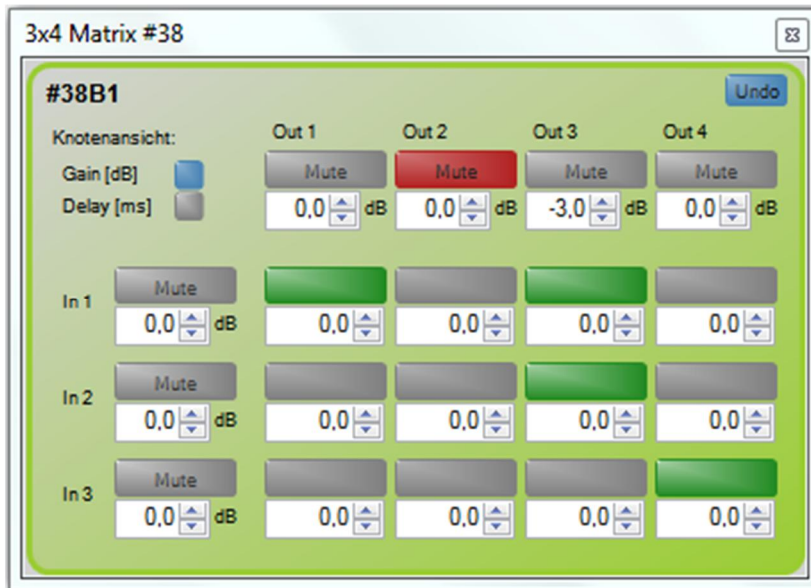 3x4 Matrix #38
#38B1 Undo
Knotenansicht: Out 1 Out 2 Out 3 Out 4
Gain [dB] Mute Mute Mute Mute
Delay [ms] 0,0 dB 0,0 dB -3,0 dB 0,0 dB
Mute
In 1
0,0 dB 0,0 0,0 0,0 0,0
Mute
In 2
0,0 dB 0,0 0,0 0,0 0,0
Mute
In 3
0,0 dB 0,0 0,0 0,0 0,0